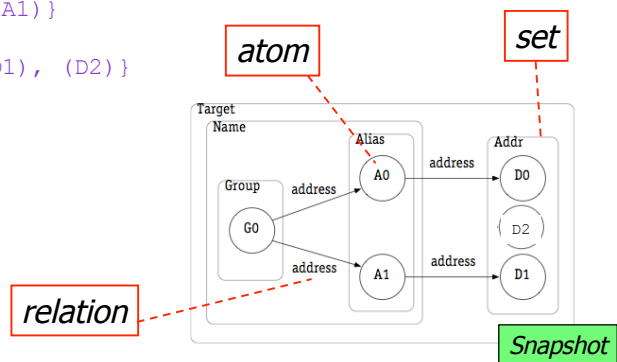 A1)}
D1), (D2)}
atom
set
Target
Name
Alias
Addr
Group
address
address
A0
D0
G0
D2
address
address
A1
D1
relation
Snapshot